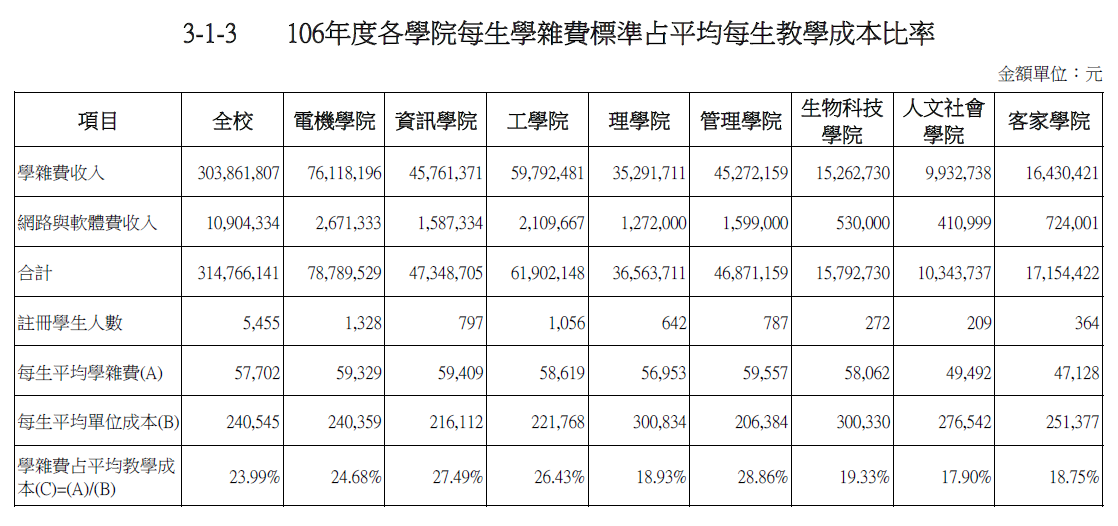 3-1-3 106年度各學院每生學雜費標準占平均每生教學成本比率
金額單位：元
項目 全校 電機學院 資訊學院 工學院 理學院 管理學院 生物科技學院 人文社會學院 客家學院
學雜費收入 303,861,807 76,118,196 45,761,371 59,792,481 35,291,711 45,272,159 15,262,730 9,932,738 16,430,421
網路與軟體費收入 10,904,334 2,671,333 1,587,334 2,109,667 1,272,000 1,599,000 530,000 410,999 724,001
合計 314,766,141 78,789,529 47,348,705 61,902,148 36,563,711 46,871,159 15,792,730 10,343,737 17,154,422
註冊學生人數 5,455 1,328 797 1,056 642 787 272 209 364
每生平均學雜費(A) 57,702 59,329 59,409 58,619 56,953 59,557 58,062 49,492 47,128
每生平均單位成本(B) 240,545 240,359 216,112 221,768 300,834 206,384 300,330 276,542 251,377
學雜費占平均教學成本(C)=(A)/(B) 23.99% 24.68% 27.49% 26.43% 18.93% 28.86% 19.33% 17.90% 18.75%